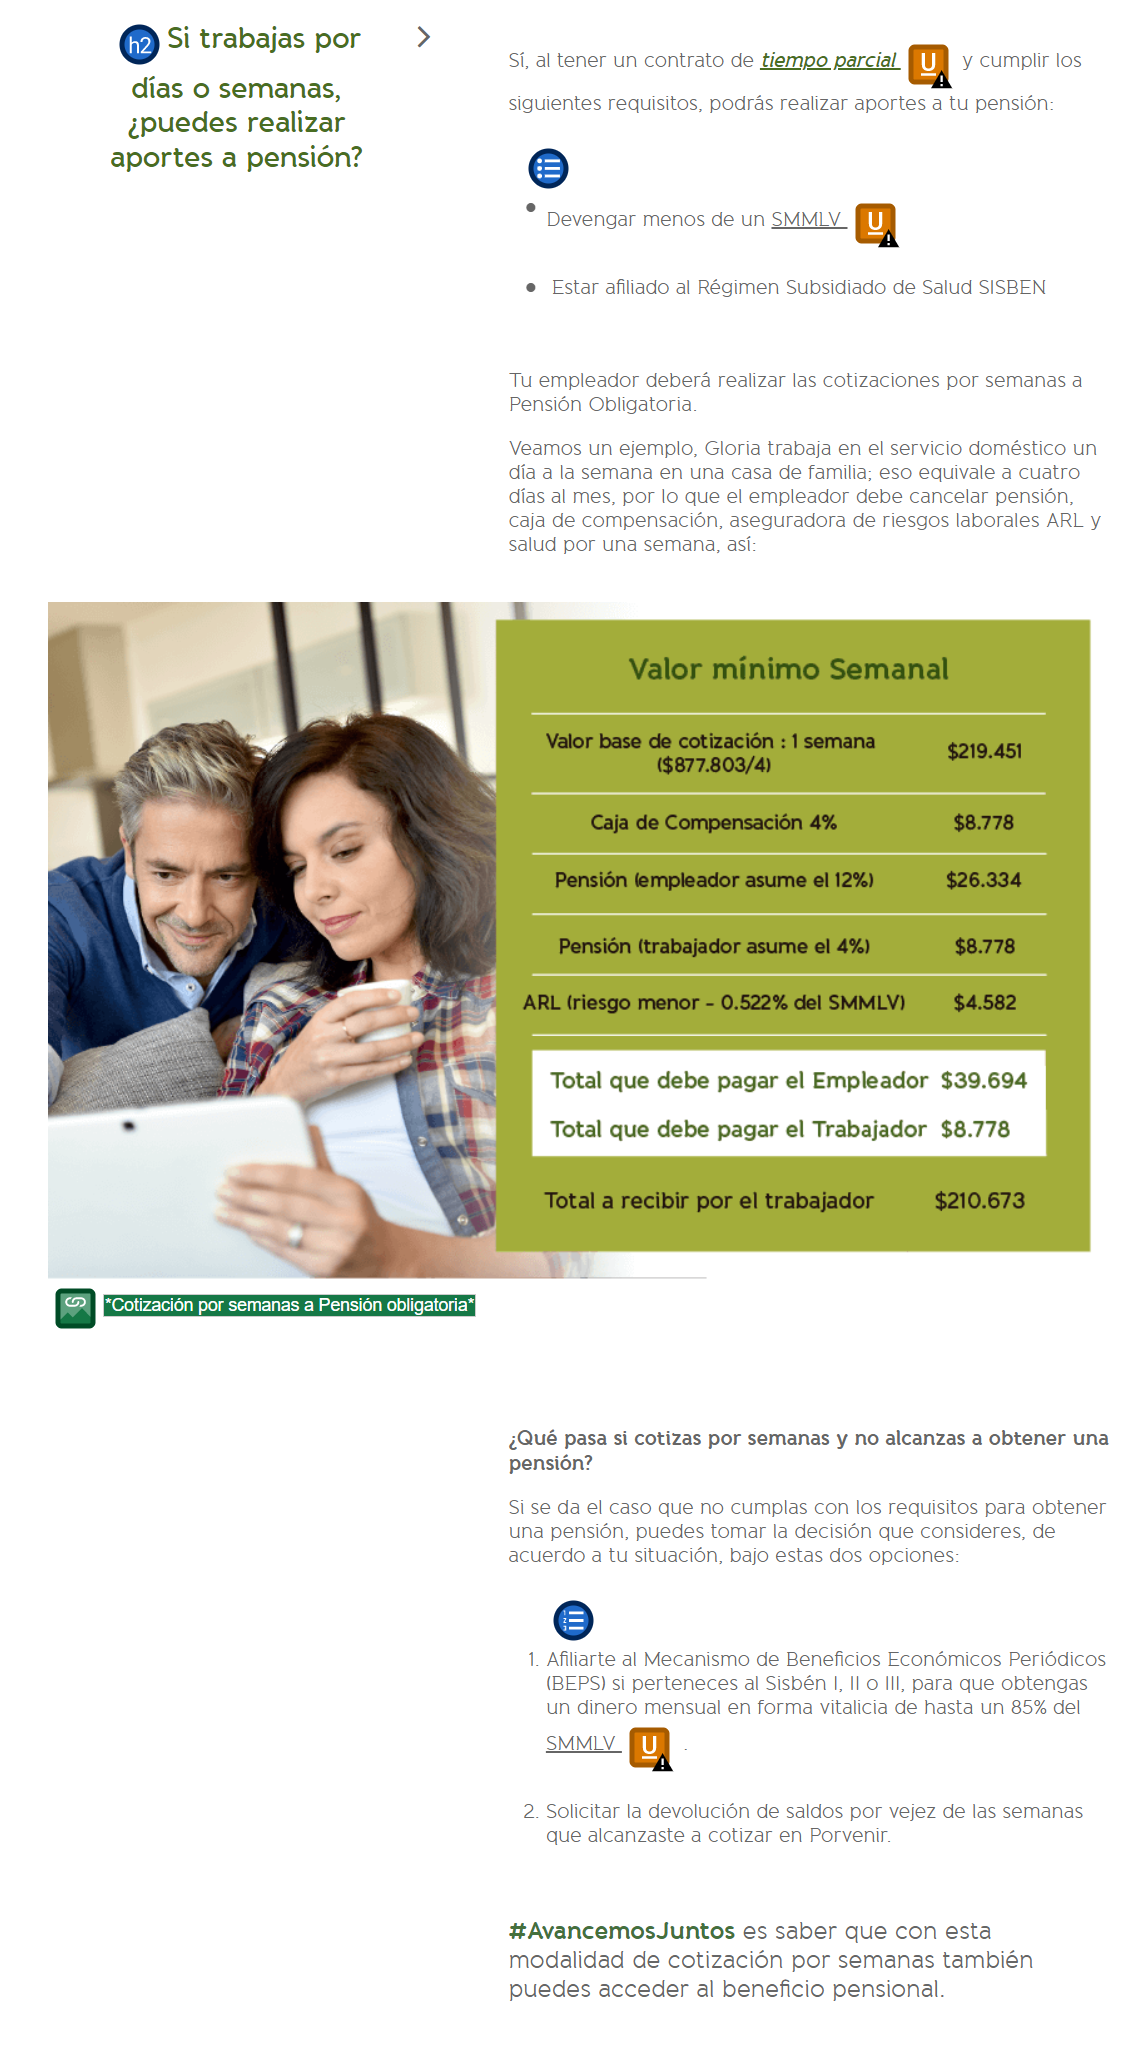 h2 Si trabajas por
días o semanas,
¿puedes realizar
aportes a pensión?
Sí, al tener un contrato de tiempo parcial U y cumplir los
siguientes requisitos, podrás realizar aportes a tu pensión:
• Devengar menos de un SMMLV U
• Estar afiliado al Régimen Subsidiado de Salud SISBEN
Tu empleador deberá realizar las cotizaciones por semanas a
Pensión Obligatoria.
Veamos un ejemplo, Gloria trabaja en el servicio doméstico un
día a la semana en una casa de familia; eso equivale a cuatro
días al mes, por lo que el empleador debe cancelar pensión,
caja de compensación, aseguradora de riesgos laborales ARL y
salud por una semana, así:
Valor mínimo Semanal
Valor base de cotización : 1 semana
($877.803/4) $219.451
Caja de Compensación 4% $8.778
Pensión (empleador asume el 12%) $26.334
Pensión (trabajador asume el 4%) $8.778
ARL (riesgo menor - 0.522% del SMMLV) $4.582
Total que debe pagar el Empleador $39.694
Total que debe pagar el Trabajador $8.778
Total a recibir por el trabajador $210.673
*Cotización por semanas a Pensión obligatoria*
¿Qué pasa si cotizas por semanas y no alcanzas a obtener una
pensión?
Si se da el caso que no cumplas con los requisitos para obtener
una pensión, puedes tomar la decisión que consideres, de
acuerdo a tu situación, bajo estas dos opciones:
1. Afiliarte al Mecanismo de Beneficios Económicos Periódicos
(BEPS) si perteneces al Sisbén I, II o III, para que obtengas
un dinero mensual en forma vitalicia de hasta un 85% del
SMMLV U .
2. Solicitar la devolución de saldos por vejez de las semanas
que alcanzaste a cotizar en Porvenir.
#AvancemosJuntos es saber que con esta
modalidad de cotización por semanas también
puedes acceder al beneficio pensional.